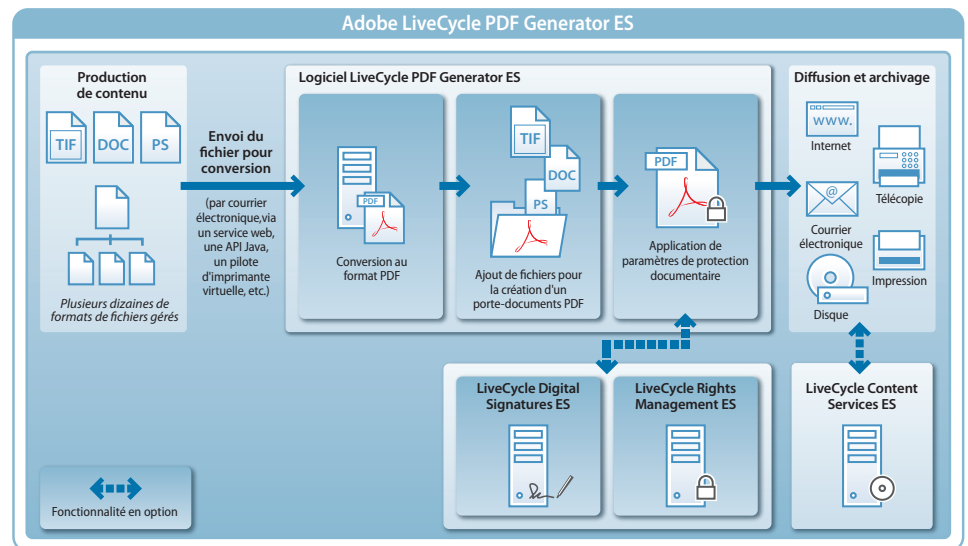 Adobe LiveCycle PDF Generator ES
Production
de contenu
TIF
DOC
PS
Plusieurs dizaines de
formats de fichiers gérés
Envoi du
fichier pour
conversion
(par courrier
électronique,via
un service web,
une API Java,
un pilote
d'imprimante
virtuelle, etc.)
Logiciel LiveCycle PDF Generator ES
PDF
Conversion au
format PDF
TIF
DOC
PS
Ajout de fichiers pour
la création d'un
porte-documents PDF
PDF
Application de
paramètres de protection
documentaire
Diffusion et archivage
www.
Internet
Télécopie
@
Courrier
électronique
Impression
Disque
LiveCycle Digital
Signatures ES
LiveCycle Rights
Management ES
LiveCycle Content
Services ES
Fonctionnalité en option